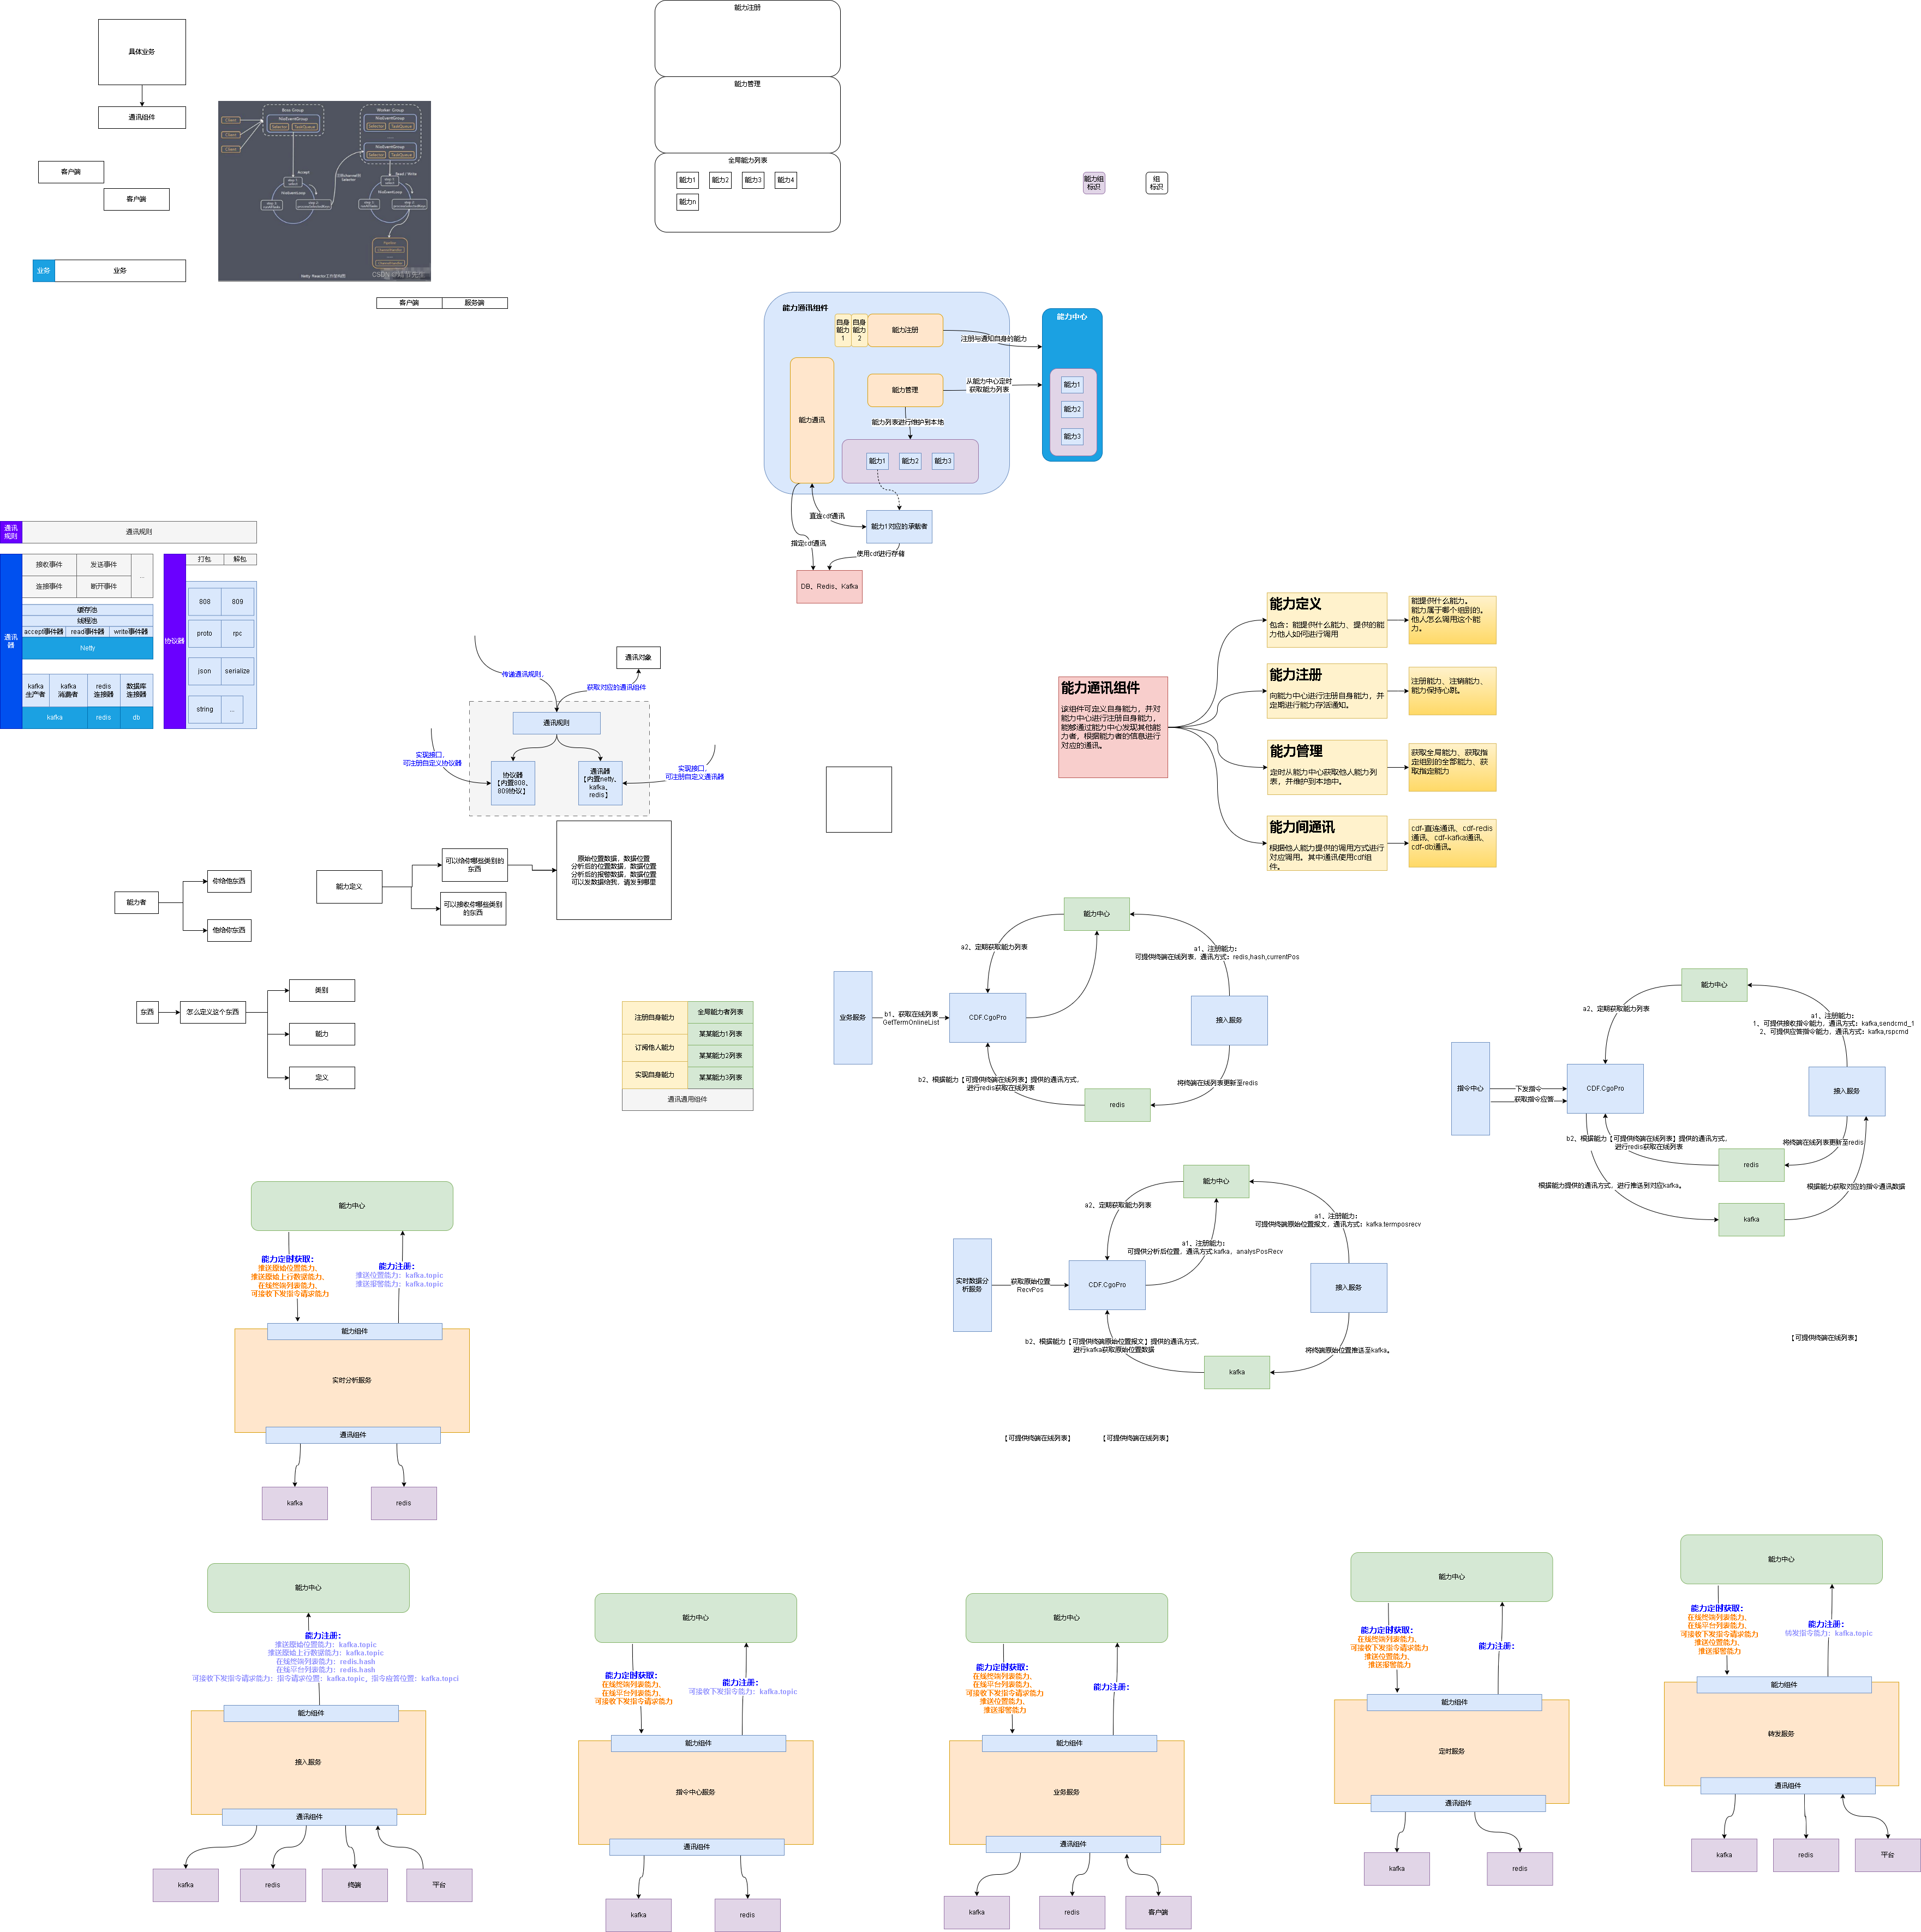 具体业务
通讯组件
客户端
客户端
业务
业务
Boss Group
NioEventGroup
Selector
TaskQueue
Client
Client
Client
Worker Group
NioEventGroup
Selector
TaskQueue
NioEventGroup
Selector
TaskQueue
Accept
Read / Write
NioEventLoop
NioEventLoop
Pipeline
Netty Reactor工作架构图
客户端
服务端
能力注册
能力管理
全局能力列表
能力1
能力2
能力3
能力4
能力n
能力组
标识
组
标识
能力通讯组件
自身
能力
1
自身
能力
2
能力注册
能力管理
能力通讯
能力列表进行维护到本地
能力1
能力2
能力3
注册与通知自身的能力
从能力中心定时
获取能力列表
能力中心
能力1
能力2
能力3
直连cdf通讯
能力1对应的承载者
指定cdf通讯
使用cdf进行存储
DB、Redis、Kafka
通讯
规则
通讯规则
通讯
器
接收事件
发送事件
连接事件
断开事件
...
缓存池
线程池
accept事件器
read事件器
write事件器
Netty
kafka
生产者
kafka
消费者
redis
连接器
数据库
连接器
kafka
redis
db
协议器
打包
解包
808
809
proto
rpc
json
serialize
string
...
传递通讯规则，
通讯对象
获取对应的通讯组件
通讯规则
实现接口，
可注册自定义协议器
协议器
【内置808、
809协议】
通讯器
【内置netty、
kafka、
redis】
实现接口，
可注册自定义通讯器
能力通讯组件
该组件可定义自身能力，并对
能力中心进行注册自身能力，
能够通过能力中心发现其他能
力者，根据能力者的信息进行
对应的通讯。
能力定义
包含：能提供什么能力、提供的能
力他人如何进行调用
能提供什么能力。
能力属于哪个组别的。
他人怎么调用这个能
力。
能力注册
向能力中心进行注册自身能力，并
定期进行能力存活通知。
注册能力、注销能力、
能力保持心跳。
能力管理
定时从能力中心获取他人能力列
表，并维护到本地中。
获取全局能力、获取指
定组别的全部能力、获
取指定能力
能力间通讯
根据他人能力提供的调用方式进行
对应调用。其中通讯使用cdf组
件。
cdf-直连通讯、cdf-redis
通讯、cdf-kafka通讯、
cdf-db通讯。
能力者
你给他东西
他给你东西
能力定义
可以给你哪些类别的
东西
可以接收你哪些类别
的东西
原始位置数据，数据位置
分析后的位置数据，数据位置
分析后的报警数据，数据位置
可以发数据给我，请发到哪里
东西
怎么定义这个东西
类别
能力
定义
注册自身能力
订阅他人能力
实现自身能力
全局能力者列表
某某能力1列表
某某能力2列表
某某能力3列表
通讯通用组件
能力中心
a2、定期获取能力列表
a1、注册能力：
可提供终端在线列表，通讯方式：redis,hash,currentPos
业务服务
b1、获取在线列表
GetTermOnlineList
CDF.CgoPro
接入服务
b2、根据能力【可提供终端在线列表】提供的通讯方式，
进行redis获取在线列表
将终端在线列表更新至redis
redis
能力中心
a2、定期获取能力列表
a1、注册能力：
1、可提供接收指令能力，通讯方式：kafka,sendcmd_1
2、可提供应答指令能力，通讯方式：kafka,rspcmd
指令中心
下发指令
获取指令应答
CDF.CgoPro
接入服务
b2、根据能力【可提供终端在线列表】提供的通讯方式，
进行redis获取在线列表
将终端在线列表更新至redis
redis
根据能力提供的通讯方式，进行推送到对应kafka。
根据能力获取对应的指令通讯数据
kafka
能力中心
a2、定期获取能力列表
a1、注册能力：
可提供终端原始位置报文，通讯方式：kafka.termposrecv
a1、注册能力：
可提供分析后位置，通讯方式:kafka，analysPosRecv
实时数据分
析服务
获取原始位置
RecvPos
CDF.CgoPro
接入服务
b2、根据能力【可提供终端原始位置报文】提供的通讯方式，
进行kafka获取原始位置数据
将终端原始位置推送至kafka。
kafka
【可提供终端在线列表】
【可提供终端在线列表】
【可提供终端在线列表】
能力中心
能力定时获取：
推送原始位置能力、
推送原始上行数据能力、
在线终端列表能力、
可接收下发指令请求能力
能力注册：
推送位置能力：kafka.topic
推送报警能力：kafka.topic
能力组件
实时分析服务
通讯组件
kafka
redis
能力中心
能力注册：
推送原始位置能力：kafka.topic
推送原始上行数据能力：kafka.topic
在线终端列表能力：redis.hash
在线平台列表能力：redis.hash
可接收下发指令请求能力：指令请求位置：kafka.topic，指令应答位置：kafka.topci
能力组件
接入服务
通讯组件
kafka
redis
终端
平台
能力中心
能力定时获取：
在线终端列表能力、
在线平台列表能力、
可接收下发指令请求能力
能力注册：
可接收下发指令能力：kafka.topic
能力组件
指令中心服务
通讯组件
kafka
redis
能力中心
能力定时获取：
在线终端列表能力、
在线平台列表能力、
可接收下发指令请求能力
推送位置能力、
推送报警能力
能力注册：
能力组件
业务服务
通讯组件
kafka
redis
客户端
能力中心
能力定时获取：
在线终端列表能力、
可接收下发指令请求能力
推送位置能力、
推送报警能力
能力注册：
能力组件
定时服务
通讯组件
kafka
redis
能力中心
能力定时获取：
在线终端列表能力、
在线平台列表能力、
可接收下发指令请求能力
推送位置能力、
推送报警能力
能力注册：
转发指令能力：kafka.topic
能力组件
转发服务
通讯组件
kafka
redis
平台